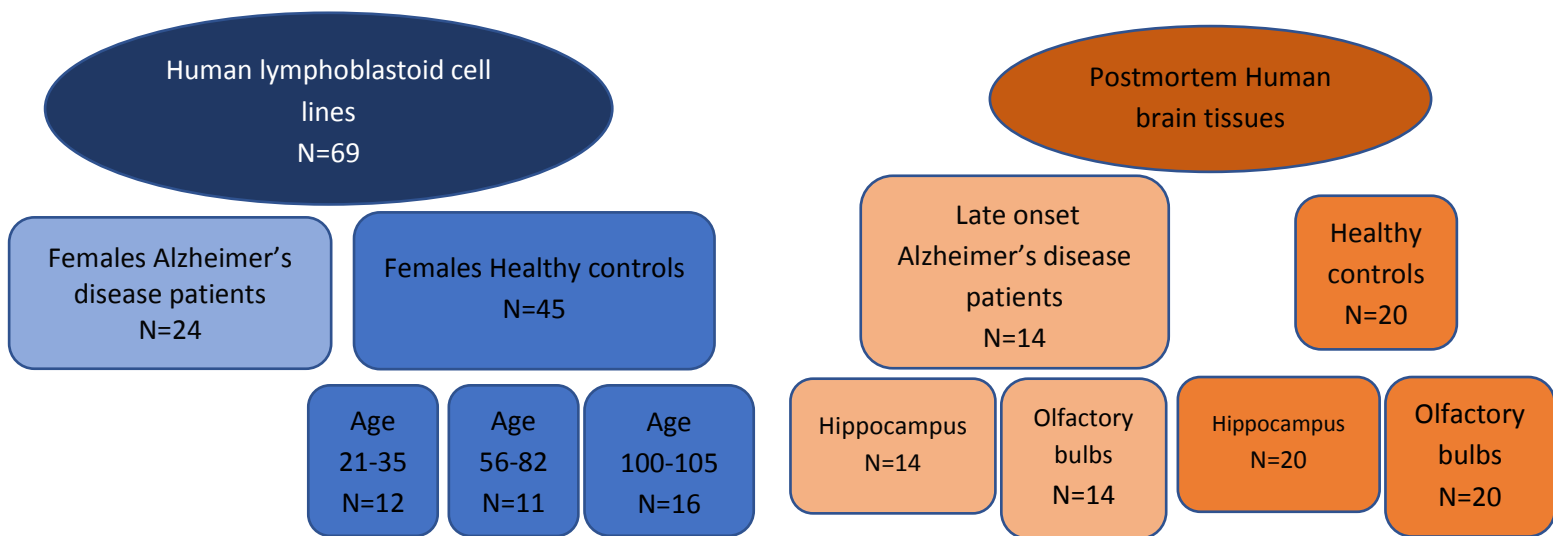 Human lymphoblastoid cell
lines
N=69
Females Alzheimer's
disease patients
N=24
Females Healthy controls
N=45
Age
21-35
N=12
Age
56-82
N=11
Age
100-105
N=16
Postmortem Human
brain tissues
Late onset
Alzheimer's disease
patients
N=14
Healthy
controls
N=20
Hippocampus
N=14
Olfactory
bulbs
N=14
Hippocampus
N=20
Olfactory
bulbs
N=20